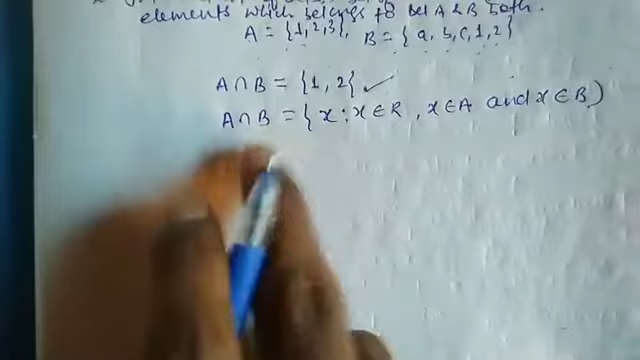 elements which belongs to set A & B both.
A = {1,2,3}, B = {a, b, c, 1, 2}
A∩B = {1, 2} ✓
A∩B = { x : x ∈ R , x ∈ A and x ∈ B )